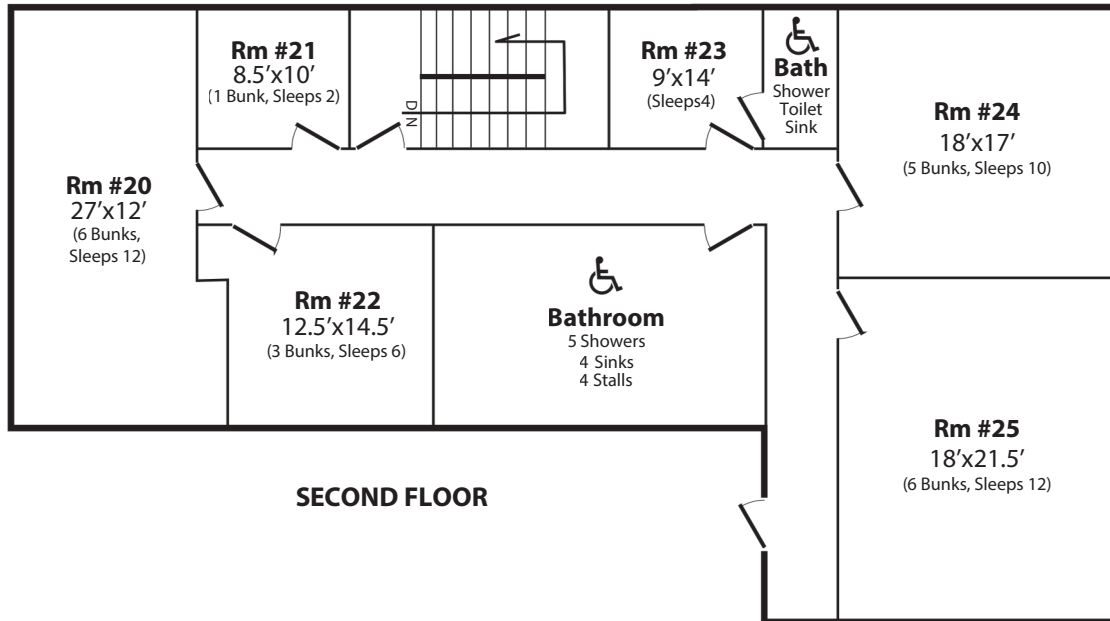 Rm #21
8.5’x10’
(1 Bunk, Sleeps 2)
DN
Rm #23
9’x14’
(Sleeps4)
Bath
Shower
Toilet
Sink
Rm #24
18’x17’
(5 Bunks, Sleeps 10)
Rm #20
27’x12’
(6 Bunks,
Sleeps 12)
Rm #22
12.5’x14.5’
(3 Bunks, Sleeps 6)
Bathroom
5 Showers
4 Sinks
4 Stalls
Rm #25
18’x21.5’
(6 Bunks, Sleeps 12)
SECOND FLOOR